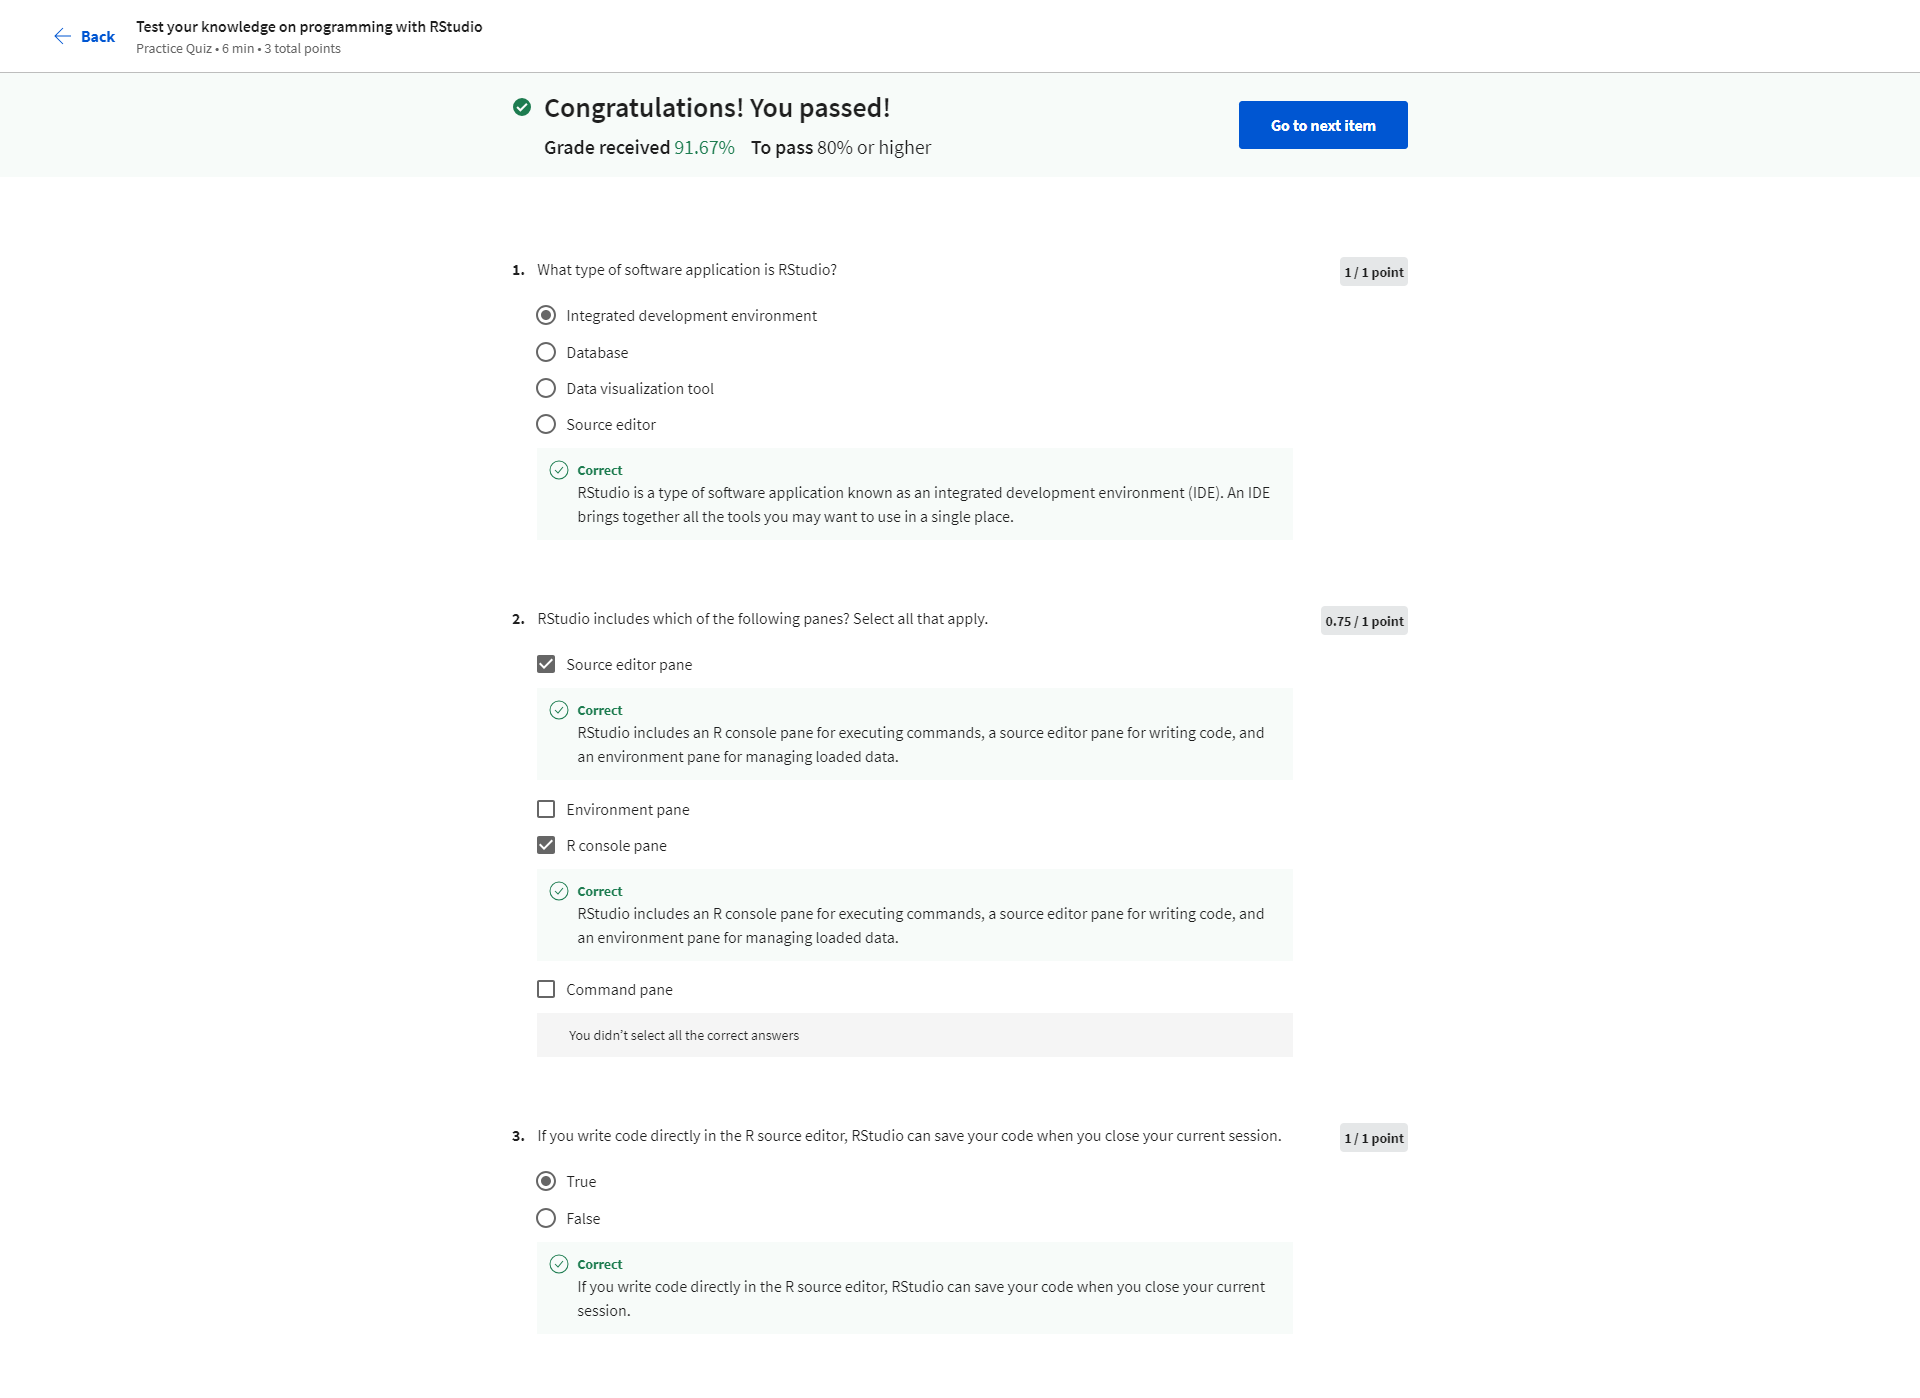 Back
Test your knowledge on programming with RStudio
Practice Quiz • 6 min • 3 total points
Congratulations! You passed!
Grade received 91.67% To pass 80% or higher
Go to next item
1. What type of software application is RStudio?
1 / 1 point
Integrated development environment
Database
Data visualization tool
Source editor
Correct
RStudio is a type of software application known as an integrated development environment (IDE). An IDE
brings together all the tools you may want to use in a single place.
2. RStudio includes which of the following panes? Select all that apply.
0.75 / 1 point
Source editor pane
Correct
RStudio includes an R console pane for executing commands, a source editor pane for writing code, and
an environment pane for managing loaded data.
Environment pane
R console pane
Correct
RStudio includes an R console pane for executing commands, a source editor pane for writing code, and
an environment pane for managing loaded data.
Command pane
You didn’t select all the correct answers
3. If you write code directly in the R source editor, RStudio can save your code when you close your current session.
1 / 1 point
True
False
Correct
If you write code directly in the R source editor, RStudio can save your code when you close your current
session.